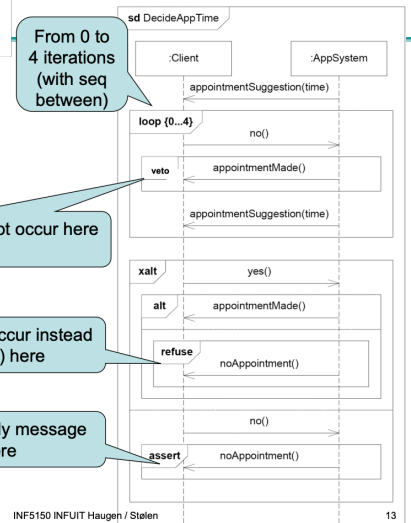 From 0 to
4 iterations
(with seq
between)
sd DecideAppTime
:Client
:AppSystem
appointmentSuggestion(time)
loop {0...4}
no()
veto
appointmentMade()
ot occur here
appointmentSuggestion(time)
xalt
yes()
alt
appointmentMade()
ccur instead
) here
refuse
noAppointment()
no()
ly message
ere
assert
noAppointment()
INF5150 INFUIT Haugen / Stølen
13